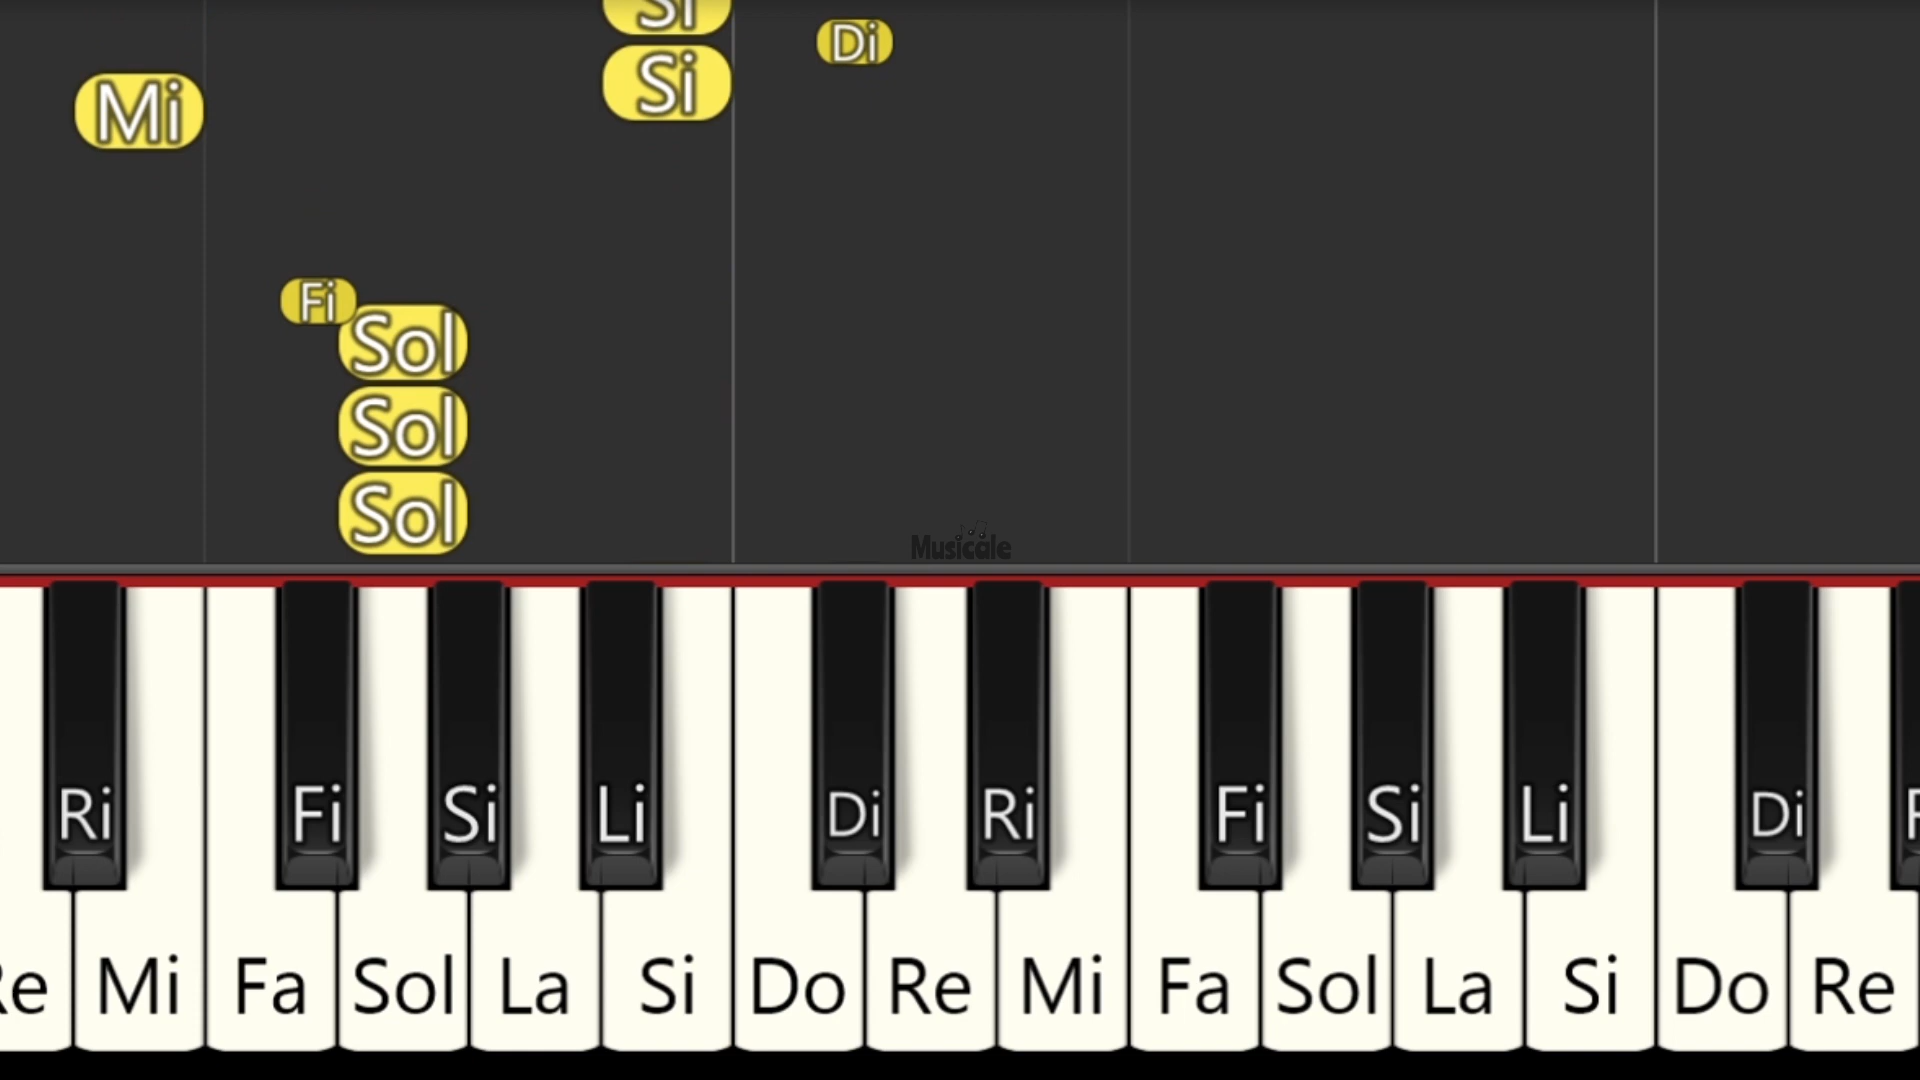 Si
Di
Mi
Si
Fi
Sol
Sol
Sol
Musicale
Ri Fi Si Li Di Ri Fi Si Li Di
Re Mi Fa Sol La Si Do Re Mi Fa Sol La Si Do Re